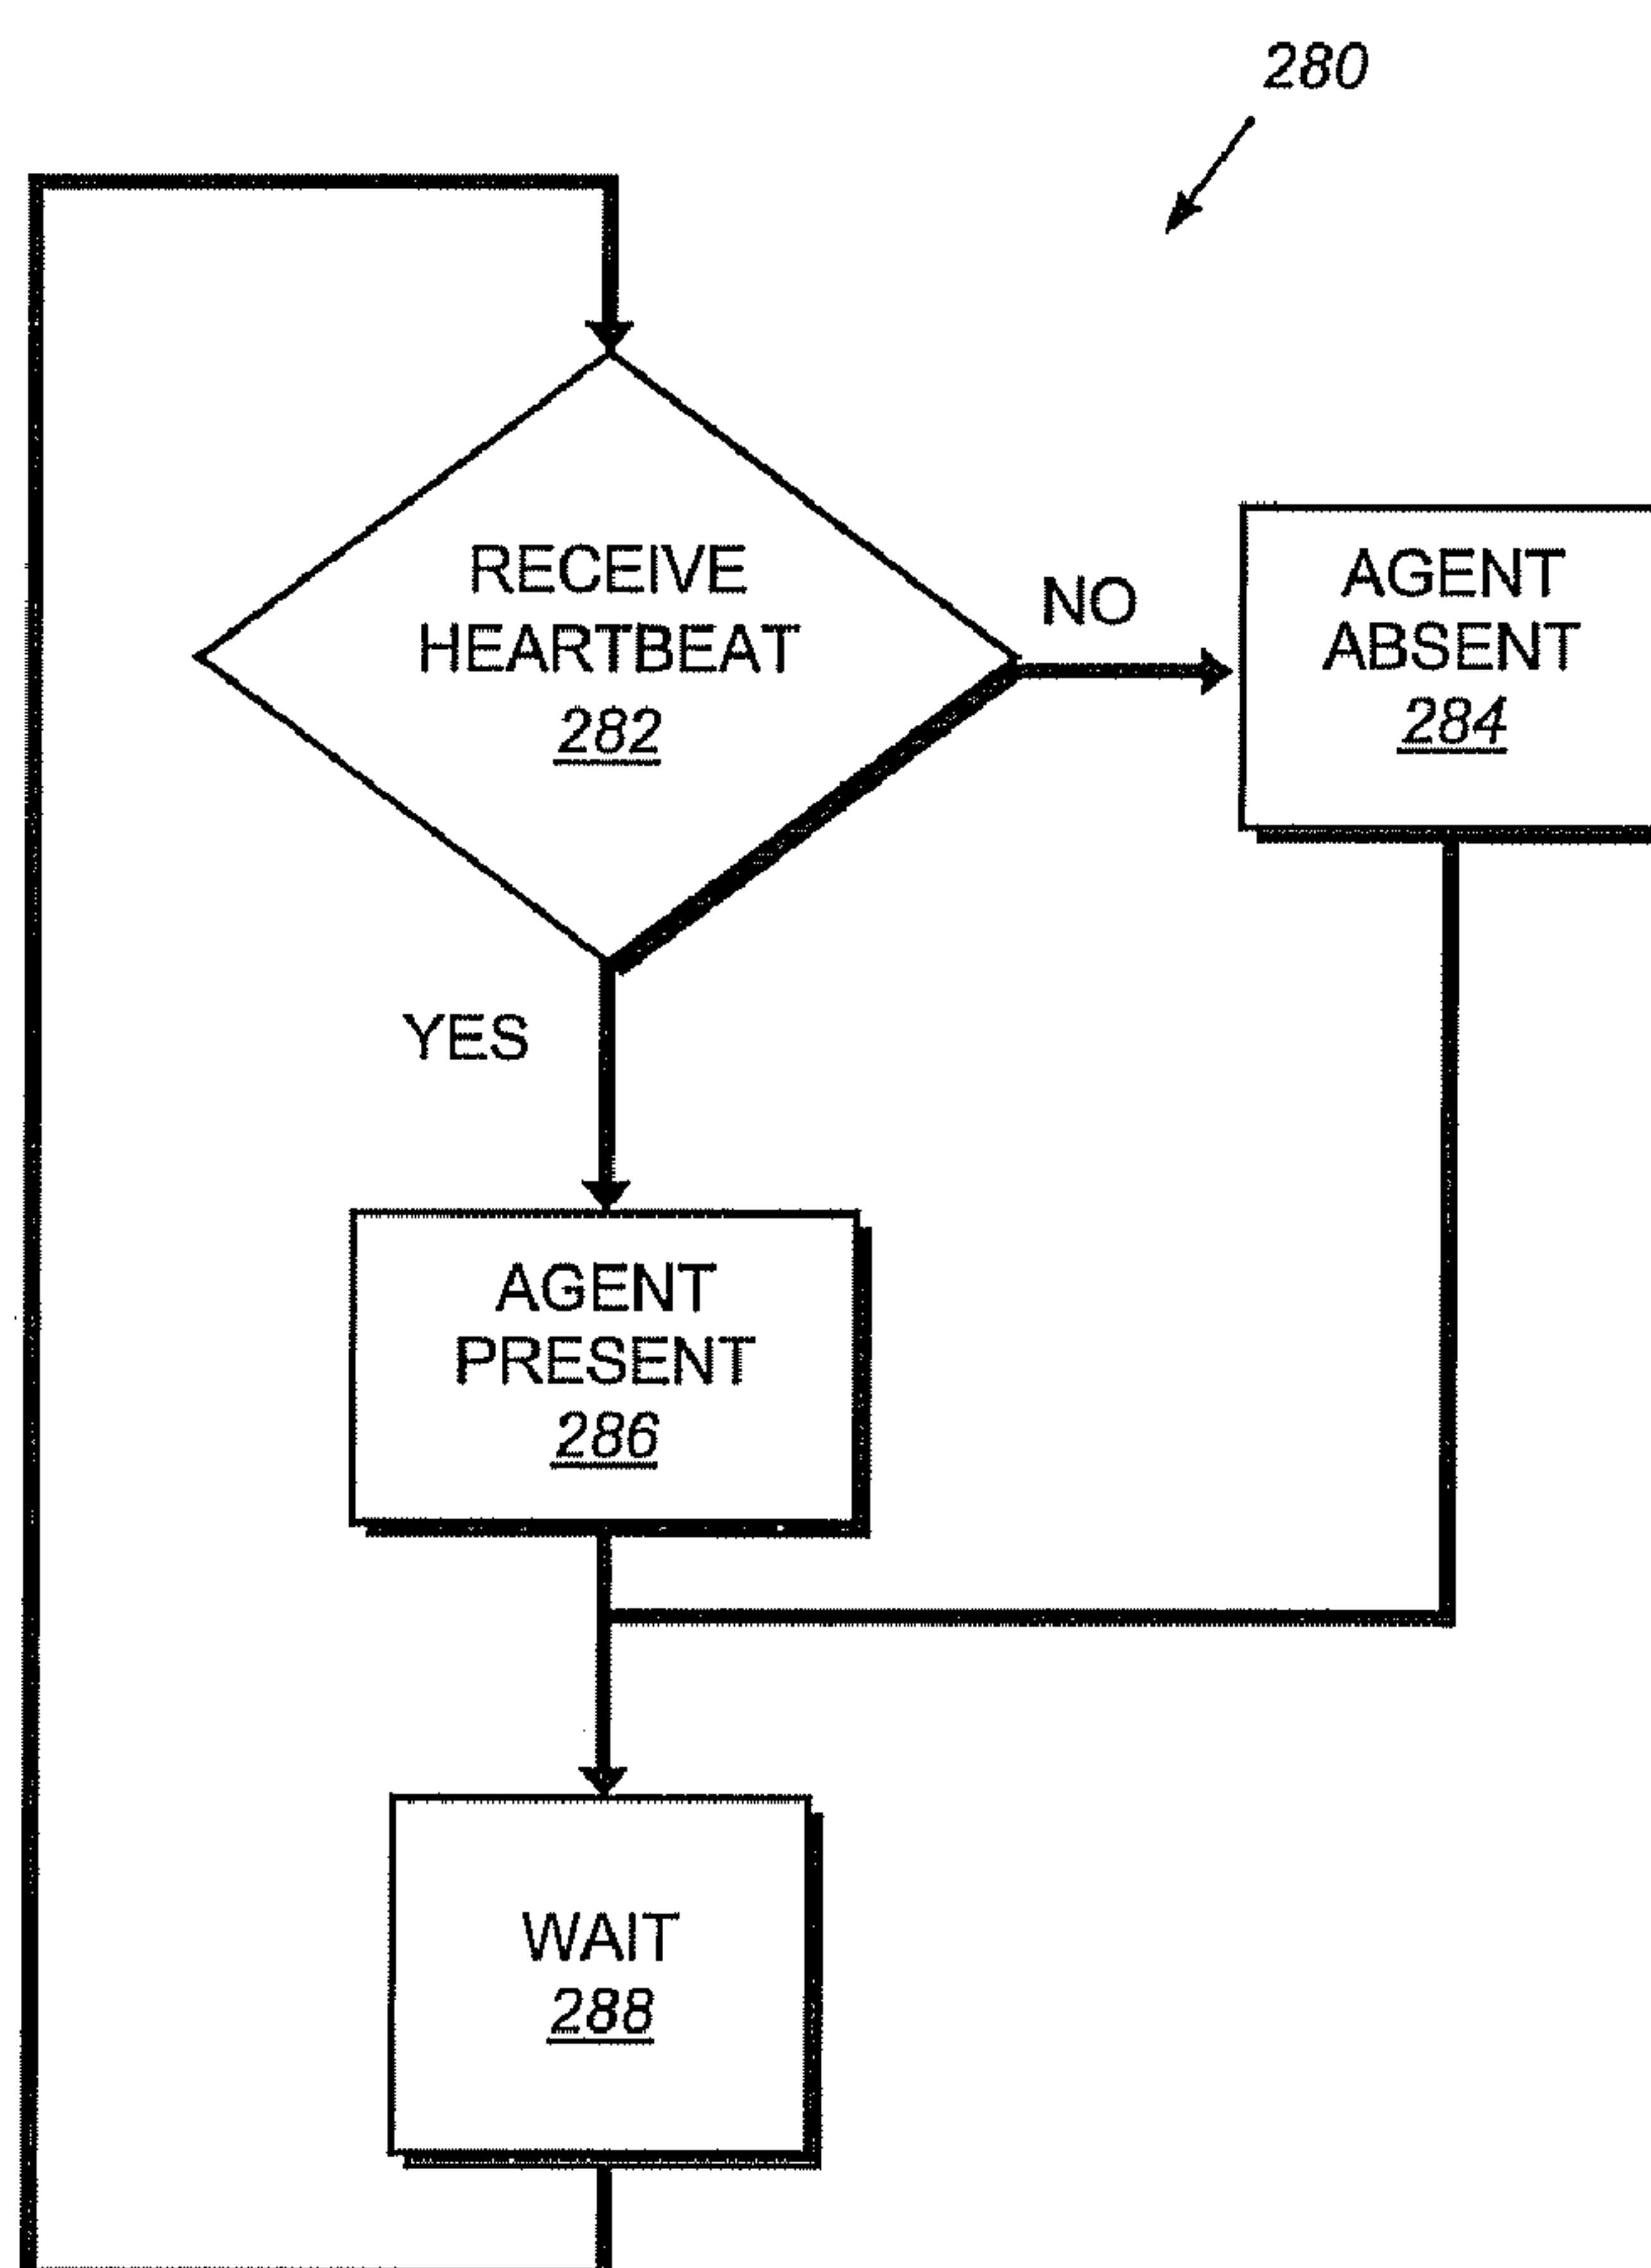 280
RECEIVE
HEARTBEAT
282
NO
AGENT
ABSENT
284
YES
AGENT
PRESENT
286
WAIT
288